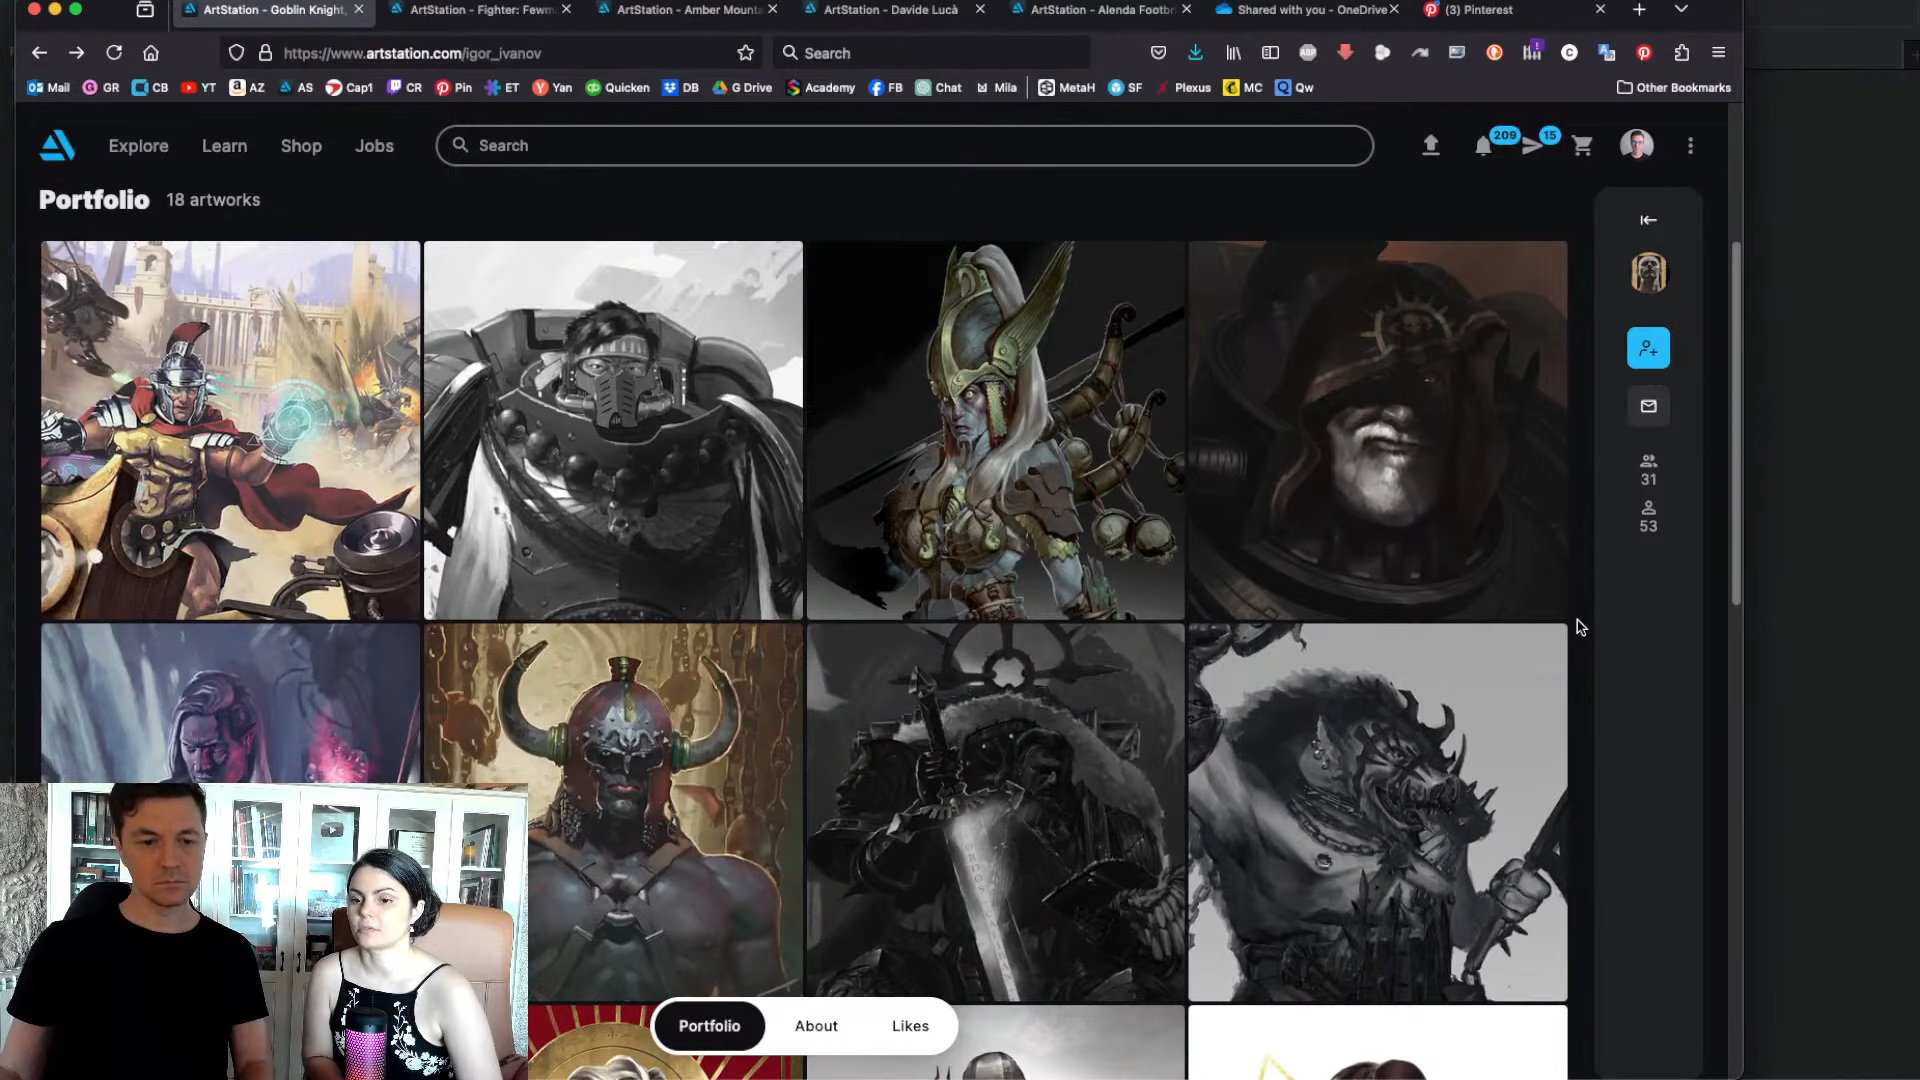 ArtStation - Goblin Knight,
ArtStation - Fighter: Fewm
ArtStation - Amber Mounta
ArtStation - Davide Lucà
ArtStation - Alenda Footbr
Shared with you - OneDrive
(3) Pinterest
https://www.artstation.com/igor_ivanov
Search
Mail
GR
CB
YT
AZ
AS
Cap1
CR
Pin
ET
Yan
Quicken
DB
G Drive
Academy
FB
Chat
Mila
MetaH
SF
Plexus
MC
Qw
Other Bookmarks
Explore
Learn
Shop
Jobs
Search
209
15
Portfolio
18 artworks
31
53
Portfolio
About
Likes